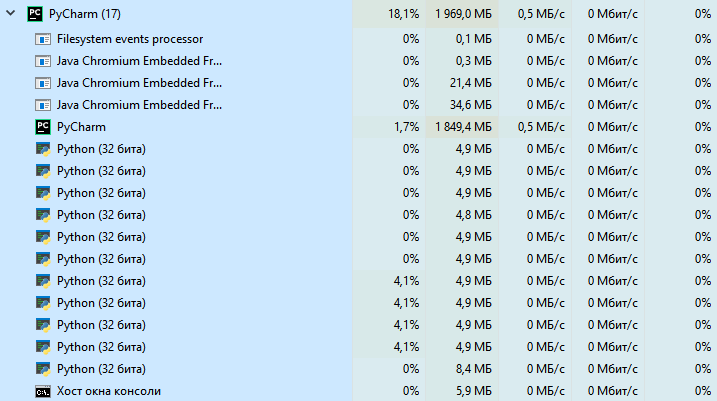 PyCharm (17) 18,1% 1 969,0 МБ 0,5 МБ/с 0 Мбит/с 0%
Filesystem events processor 0% 0,1 МБ 0 МБ/с 0 Мбит/с 0%
Java Chromium Embedded Fr... 0% 0,3 МБ 0 МБ/с 0 Мбит/с 0%
Java Chromium Embedded Fr... 0% 21,4 МБ 0 МБ/с 0 Мбит/с 0%
Java Chromium Embedded Fr... 0% 34,6 МБ 0 МБ/с 0 Мбит/с 0%
PyCharm 1,7% 1 849,4 МБ 0,5 МБ/с 0 Мбит/с 0%
Python (32 бита) 0% 4,9 МБ 0 МБ/с 0 Мбит/с 0%
Python (32 бита) 0% 4,9 МБ 0 МБ/с 0 Мбит/с 0%
Python (32 бита) 0% 4,9 МБ 0 МБ/с 0 Мбит/с 0%
Python (32 бита) 0% 4,8 МБ 0 МБ/с 0 Мбит/с 0%
Python (32 бита) 0% 4,9 МБ 0 МБ/с 0 Мбит/с 0%
Python (32 бита) 0% 4,9 МБ 0 МБ/с 0 Мбит/с 0%
Python (32 бита) 4,1% 4,9 МБ 0 МБ/с 0 Мбит/с 0%
Python (32 бита) 4,1% 4,9 МБ 0 МБ/с 0 Мбит/с 0%
Python (32 бита) 4,1% 4,9 МБ 0 МБ/с 0 Мбит/с 0%
Python (32 бита) 4,1% 4,9 МБ 0 МБ/с 0 Мбит/с 0%
Python (32 бита) 0% 8,4 МБ 0 МБ/с 0 Мбит/с 0%
Хост окна консоли 0% 5,9 МБ 0 МБ/с 0 Мбит/с 0%